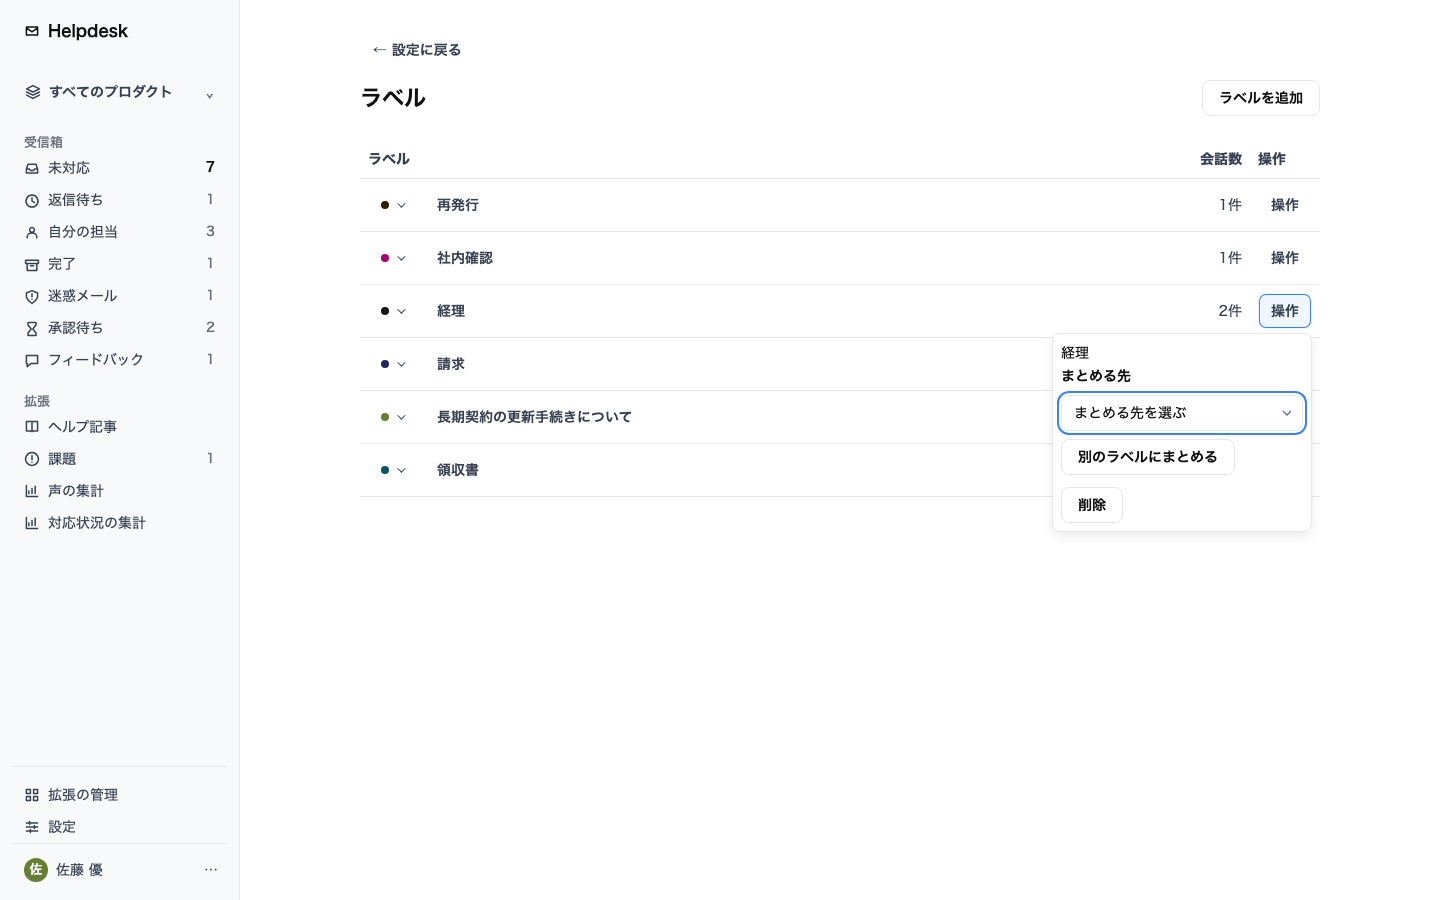 Helpdesk
すべてのプロダクト
受信箱
未対応 7
返信待ち 1
自分の担当 3
完了 1
迷惑メール 1
承認待ち 2
フィードバック 1
拡張
ヘルプ記事
課題 1
声の集計
対応状況の集計
拡張の管理
設定
佐 佐藤 優 …
← 設定に戻る
ラベル
ラベルを追加
ラベル 会話数 操作
再発行 1件 操作
社内確認 1件 操作
経理 2件 操作
請求
長期契約の更新手続きについて
領収書
経理
まとめる先
まとめる先を選ぶ
別のラベルにまとめる
削除